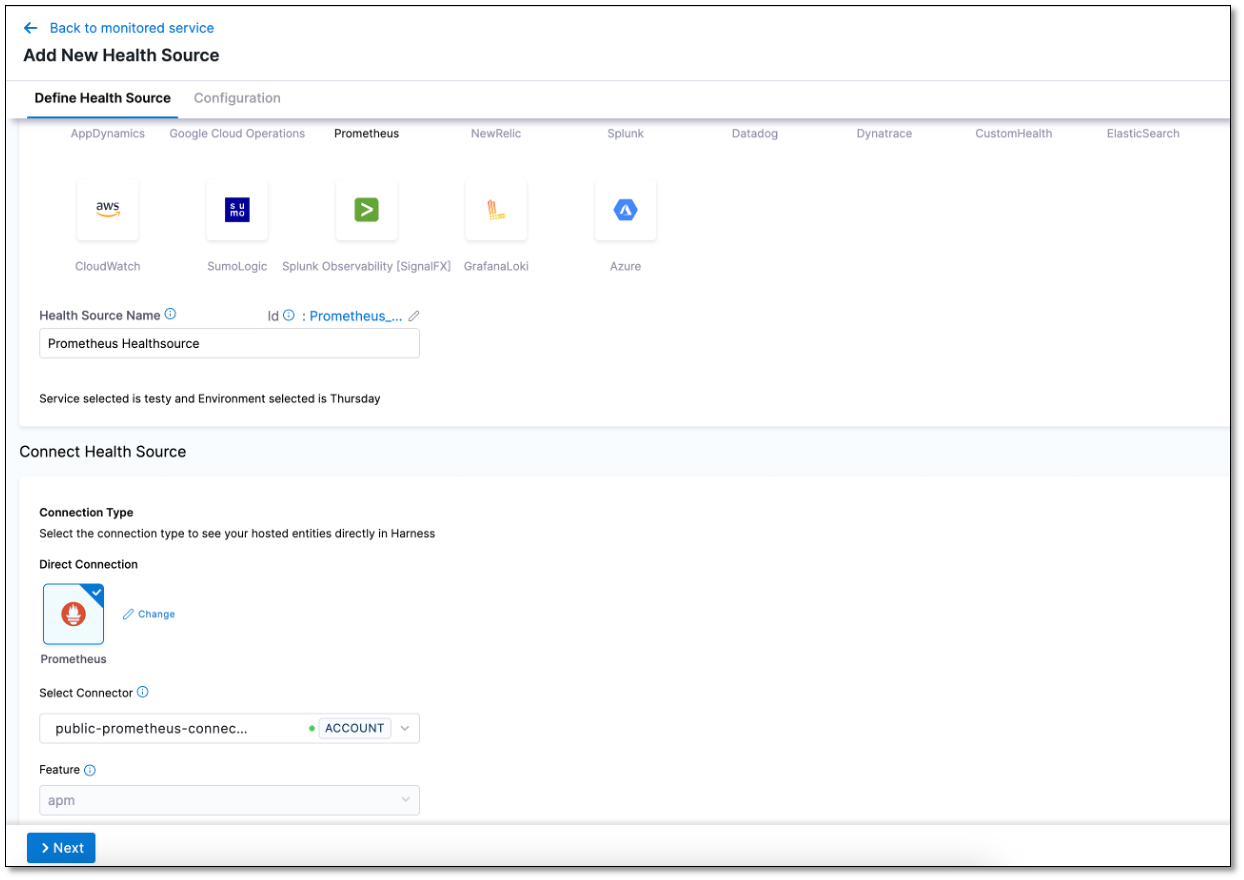 Back to monitored service
Add New Health Source
Define Health Source Configuration
AppDynamics Google Cloud Operations Prometheus NewRelic Splunk Datadog Dynatrace CustomHealth ElasticSearch
aws su mo
CloudWatch SumoLogic Splunk Observability [SignalFX] GrafanaLoki Azure
Health Source Name Id : Prometheus_...
Prometheus Healthsource
Service selected is testy and Environment selected is Thursday
Connect Health Source
Connection Type
Select the connection type to see your hosted entities directly in Harness
Direct Connection
Change
Prometheus
Select Connector
public-prometheus-connec... ACCOUNT
Feature
apm
Next